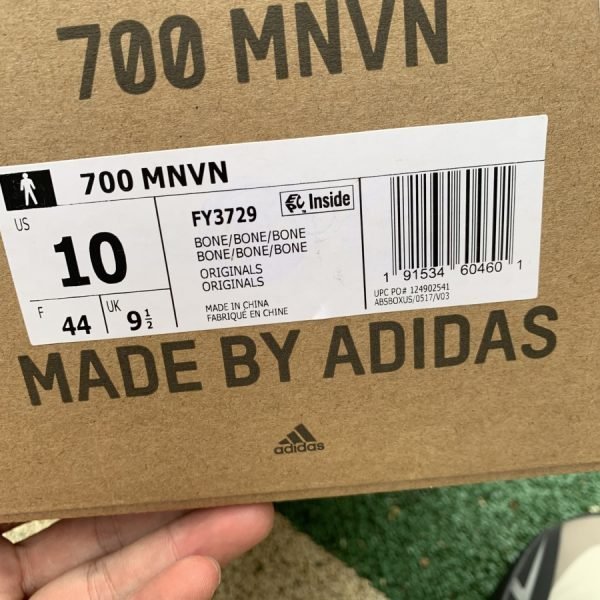 700 MNVN
700 MNVN
US
10
F
44
UK
9 1/2
FY3729
Inside
BONE/BONE/BONE
BONE/BONE/BONE
ORIGINALS
ORIGINALS
MADE IN CHINA
FABRIQUÉ EN CHINE
1 91534 60460 1
UPC PO# 124902541
ABSBOXUS/0517/V03
MADE BY ADIDAS
adidas